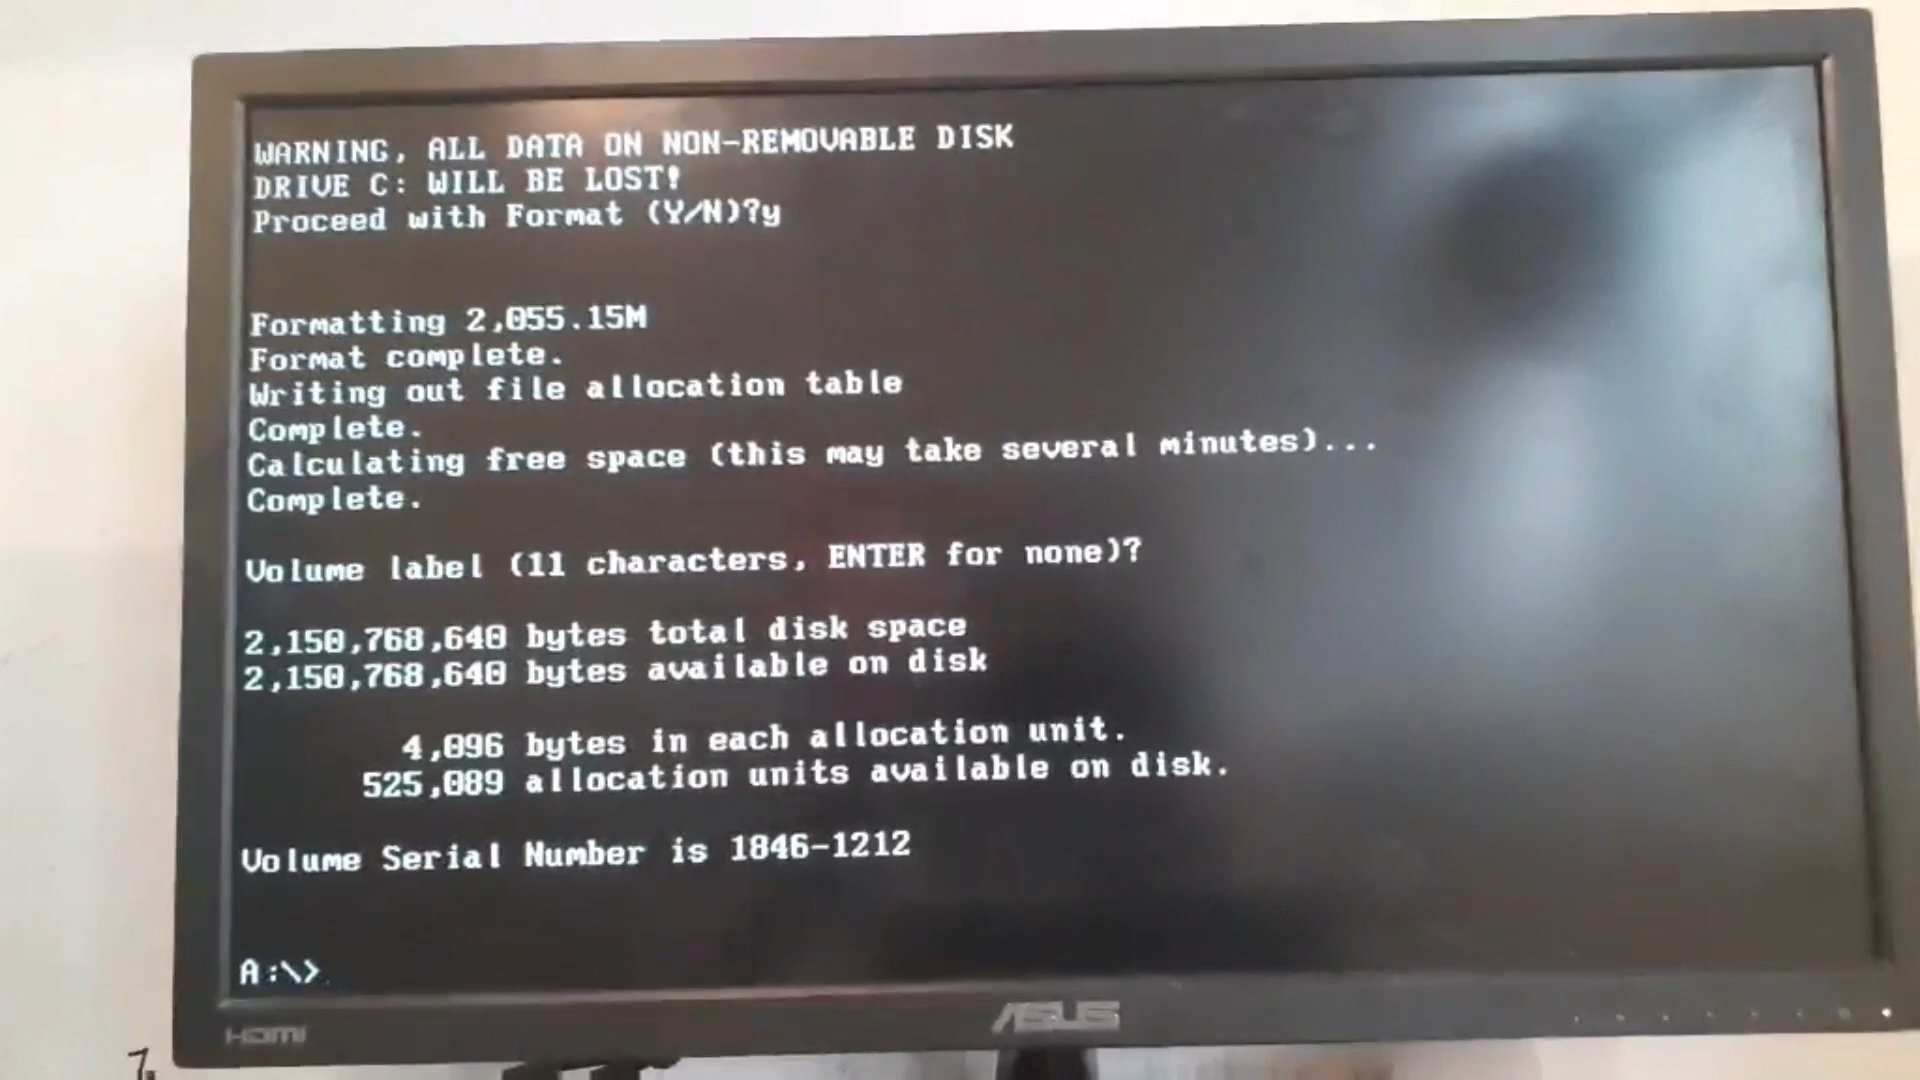 WARNING, ALL DATA ON NON-REMOVABLE DISK
DRIVE C: WILL BE LOST!
Proceed with Format (Y/N)?y
Formatting 2,055.15M
Format complete.
Writing out file allocation table
Complete.
Calculating free space (this may take several minutes)...
Complete.
Volume label (11 characters, ENTER for none)?
2,150,768,640 bytes total disk space
2,150,768,640 bytes available on disk
4,096 bytes in each allocation unit.
525,089 allocation units available on disk.
Volume Serial Number is 1846-1212
A:\>
HDMI
ASUS